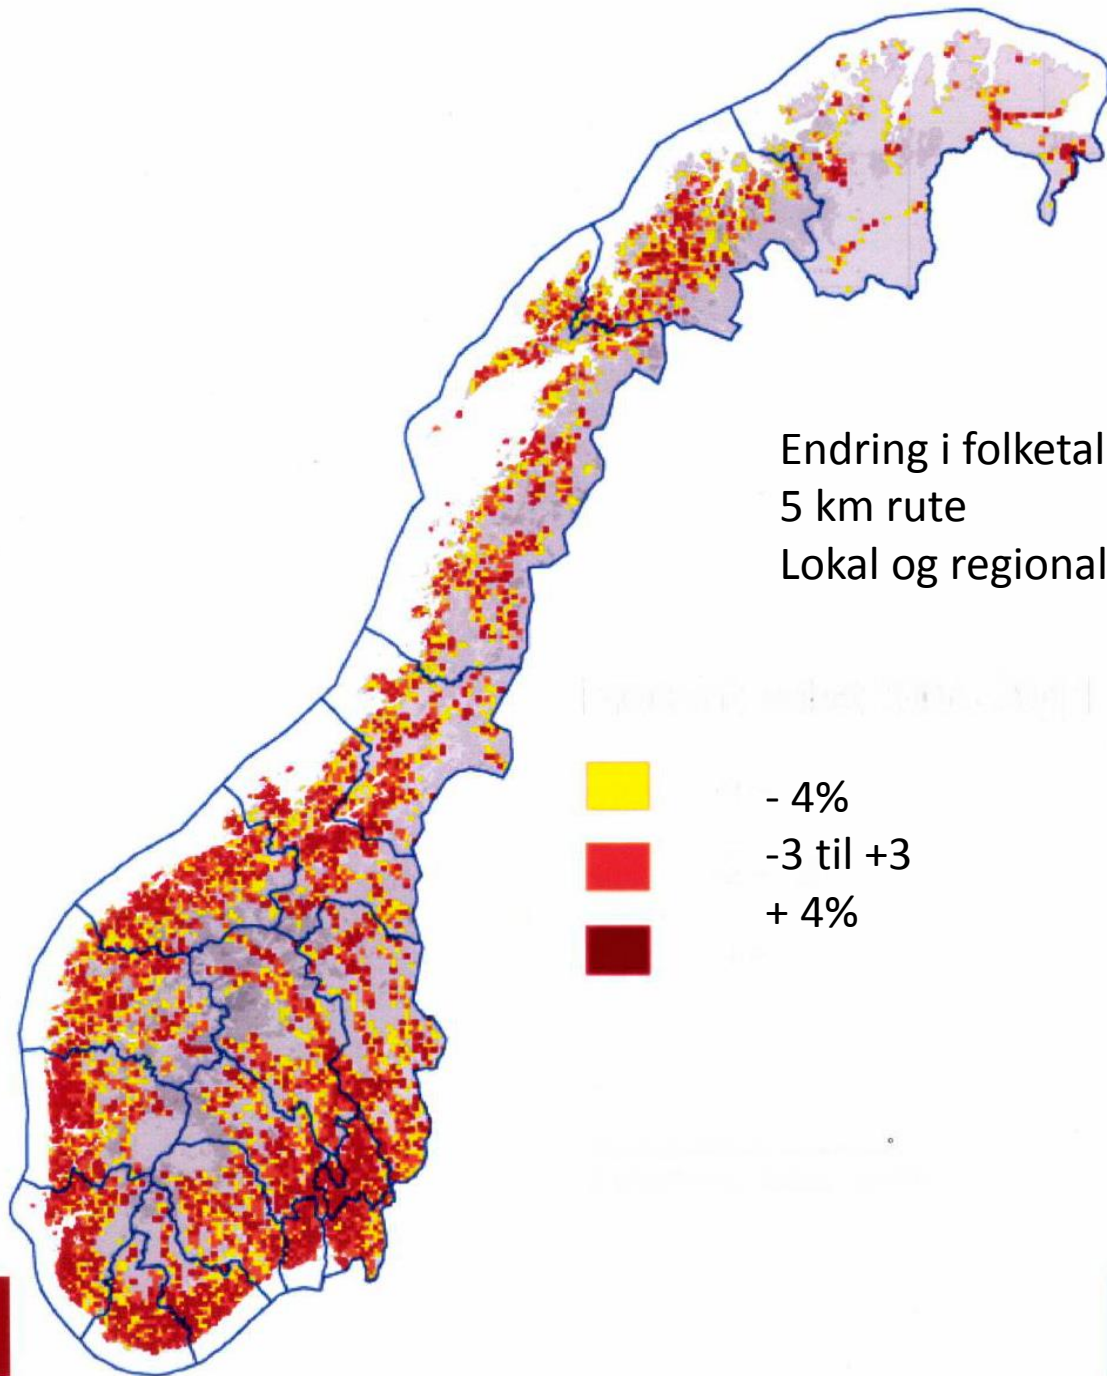 Endring i folketal
5 km rute
Lokal og regional
- 4%
-3 til +3
+ 4%